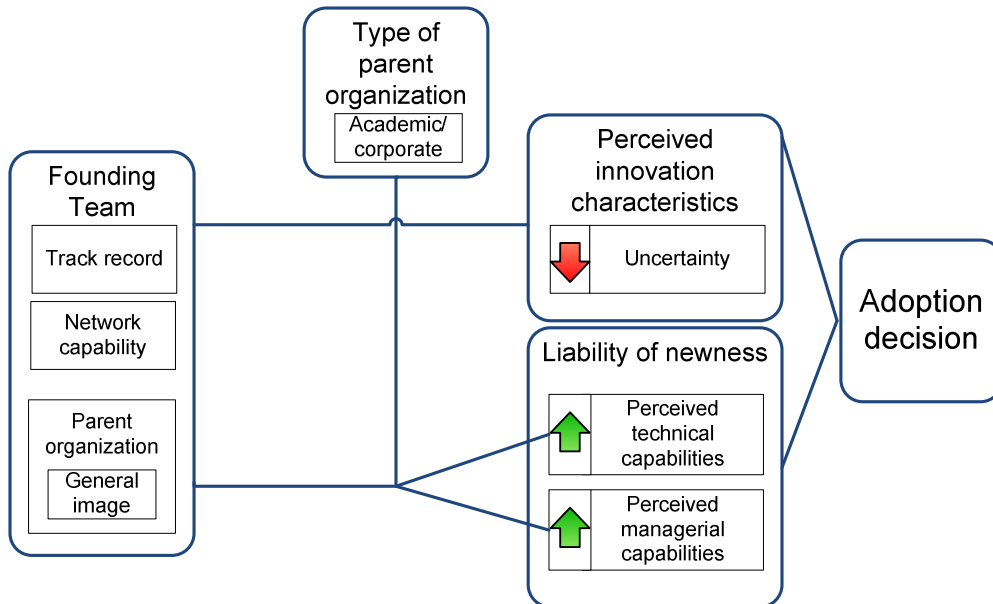 Type of
parent
organization
Academic/
corporate
Founding
Team
Track record
Network
capability
Parent
organization
General
image
Perceived
innovation
characteristics
Uncertainty
Liability of newness
Perceived
technical
capabilities
Perceived
managerial
capabilities
Adoption
decision